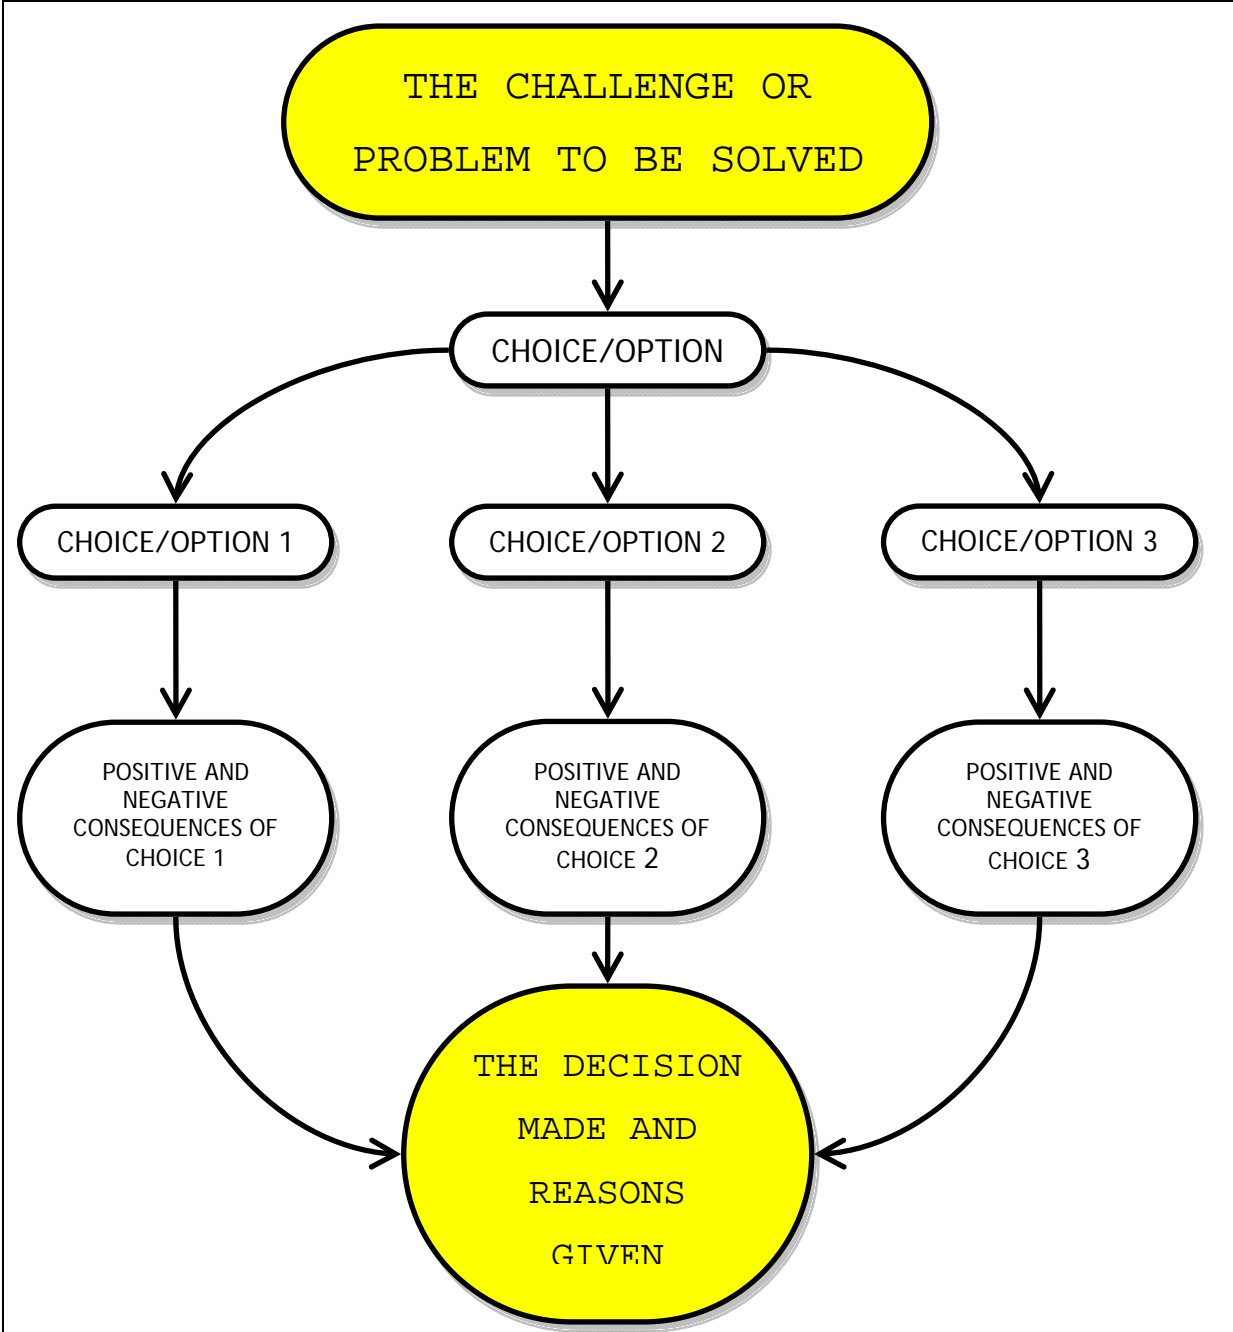 THE CHALLENGE OR
PROBLEM TO BE SOLVED
CHOICE/OPTION
CHOICE/OPTION 1
CHOICE/OPTION 2
CHOICE/OPTION 3
POSITIVE AND
NEGATIVE
CONSEQUENCES OF
CHOICE 1
POSITIVE AND
NEGATIVE
CONSEQUENCES OF
CHOICE 2
POSITIVE AND
NEGATIVE
CONSEQUENCES OF
CHOICE 3
THE DECISION
MADE AND
REASONS
GIVEN